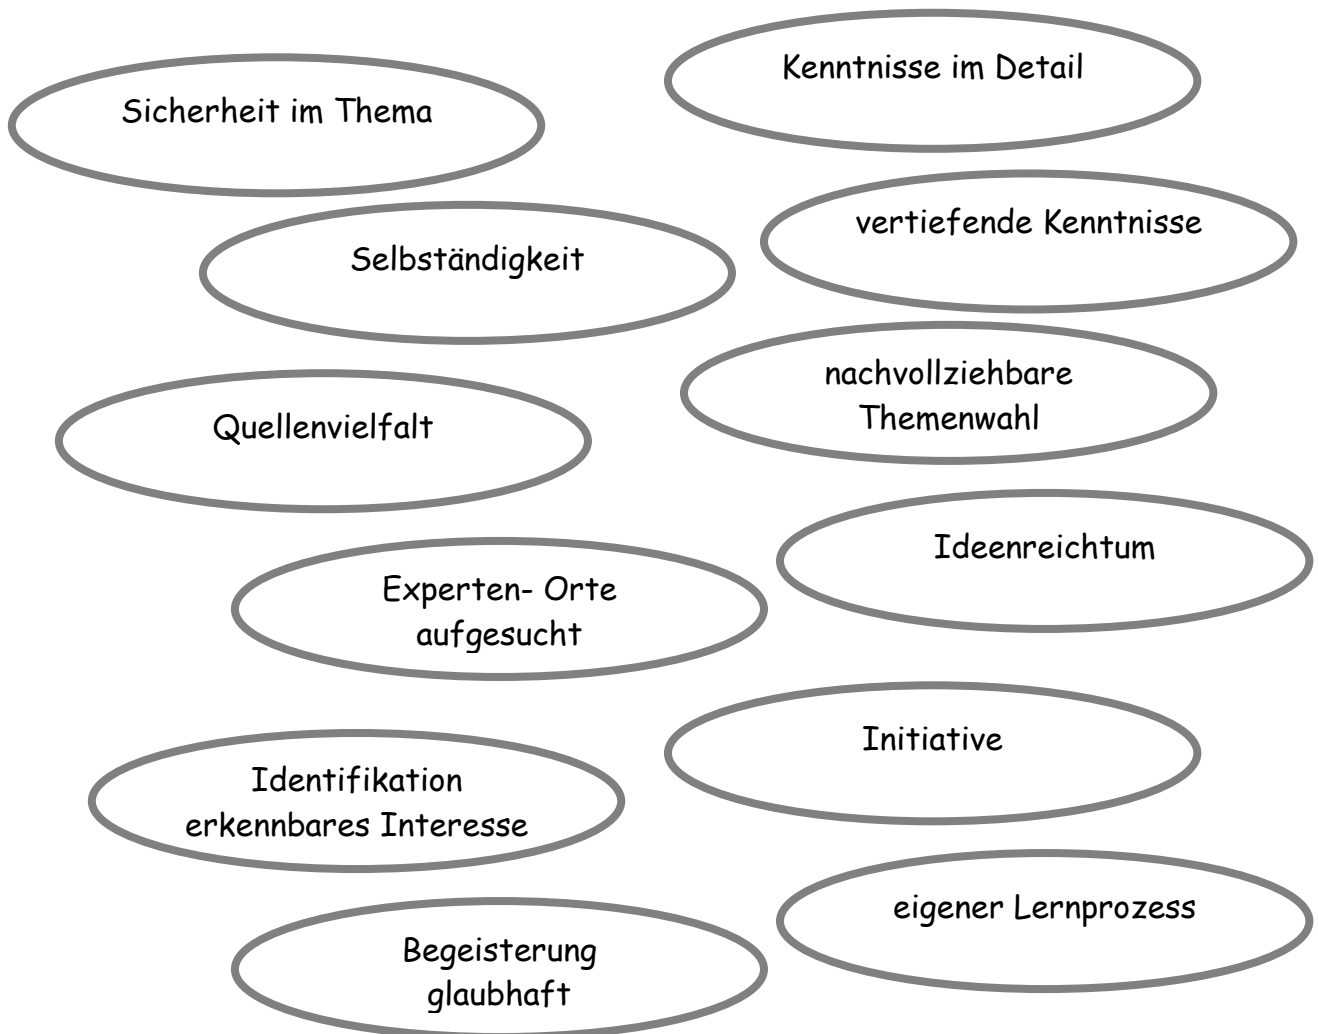 Kenntnisse im Detail
Sicherheit im Thema
vertiefende Kenntnisse
Selbständigkeit
nachvollziehbare
Themenwahl
Quellenvielfalt
Ideenreichtum
Experten- Orte
aufgesucht
Initiative
Identifikation
erkennbares Interesse
eigener Lernprozess
Begeisterung
glaubhaft